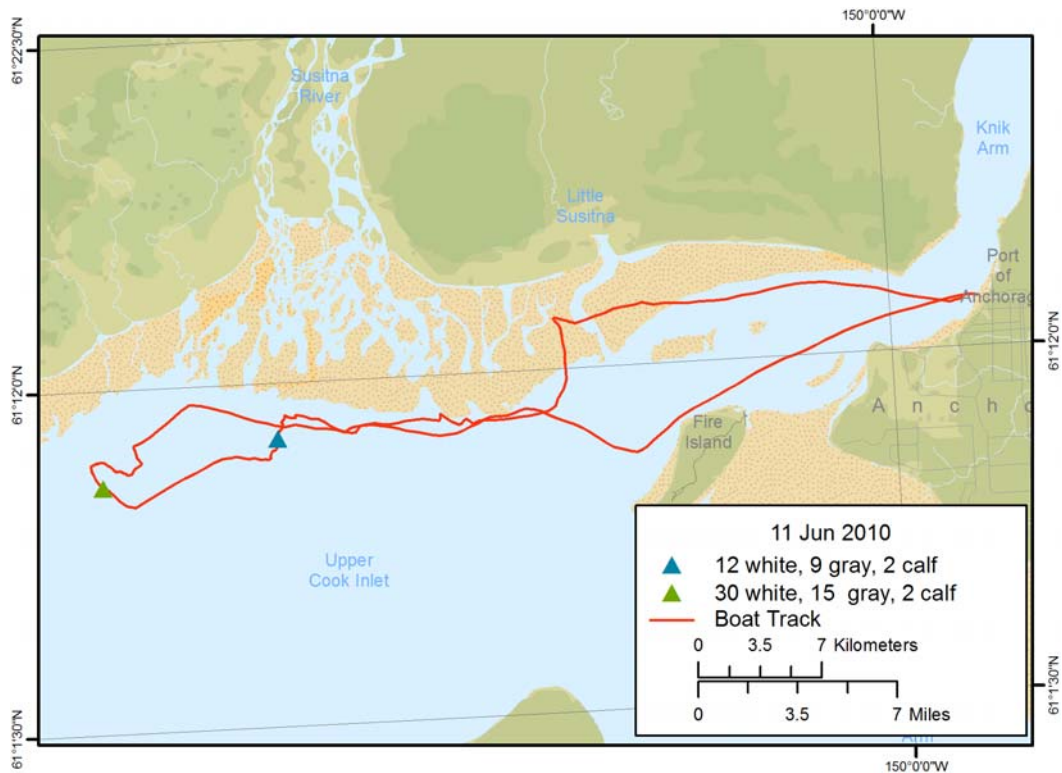 150°0'0"W
61°22'30"N
Susitna
River
Knik
Arm
Little
Susitna
Port
of
Anchorag
61°12'0"N
61°12'0"N
A n c h o
Fire
Island
11 Jun 2010
12 white, 9 gray, 2 calf
30 white, 15 gray, 2 calf
Boat Track
0 3.5 7 Kilometers
0 3.5 7 Miles
Upper
Cook Inlet
61°1'30"N
61°1'30"N
Arm
150°0'0"W